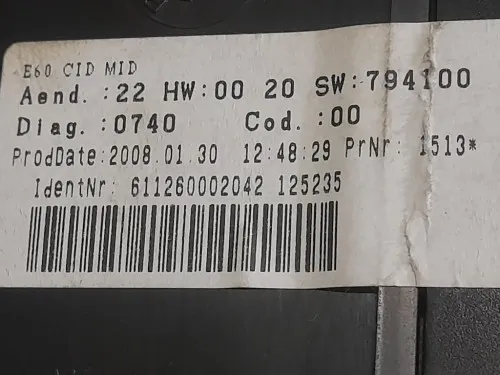 E60 CID MID
Aend. :22 HW:00 20 SW:794100
Diag.:0740 Cod. :00
ProdDate:2008.01.30 12:48:29 PrNr: 1513*
IdentNr: 611260002042 125235